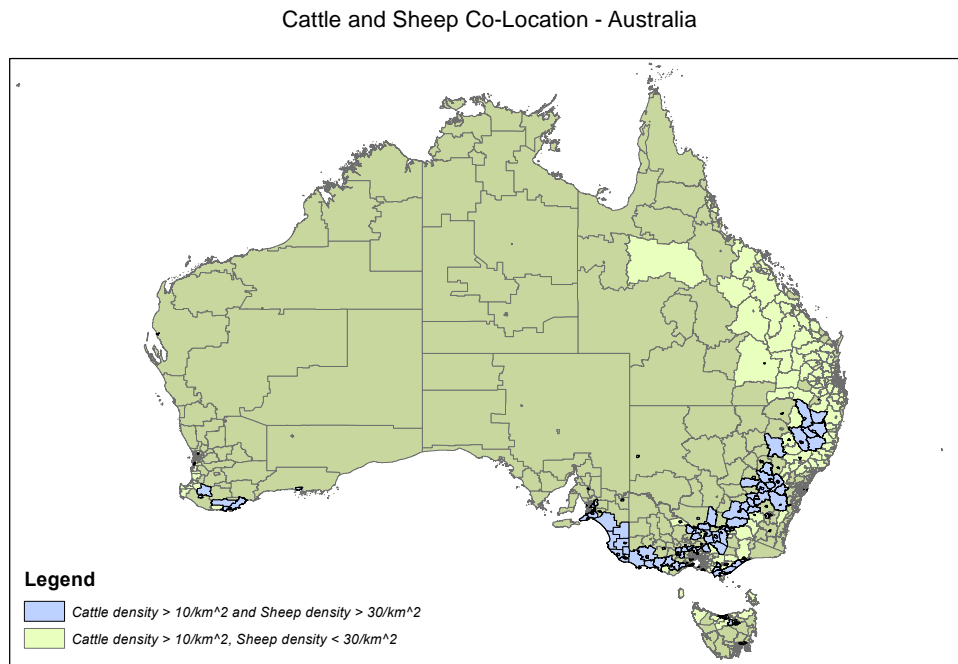 Cattle and Sheep Co-Location - Australia
Legend
Cattle density > 10/km^2 and Sheep density > 30/km^2
Cattle density > 10/km^2, Sheep density < 30/km^2